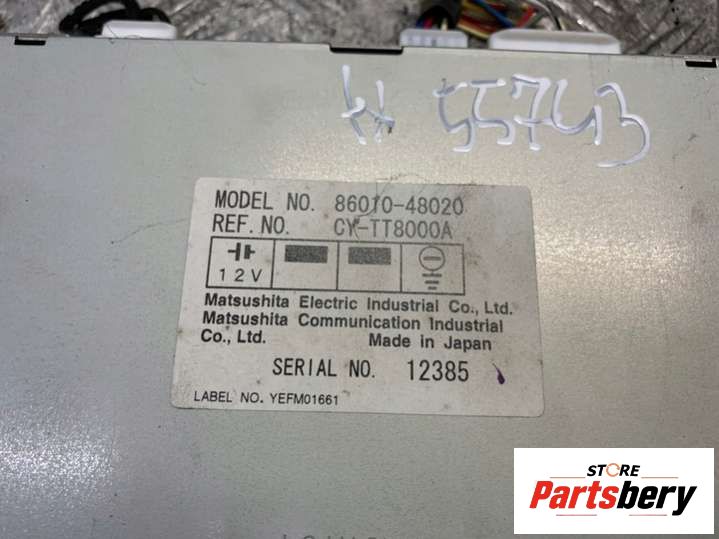 H 55743
MODEL NO. 86010-48020
REF. NO. CY-TT8000A
12V
Matsushita Electric Industrial Co., Ltd.
Matsushita Communication Industrial
Co., Ltd. Made in Japan
SERIAL NO. 12385
LABEL NO. YEFM01661
STORE
Partsbery